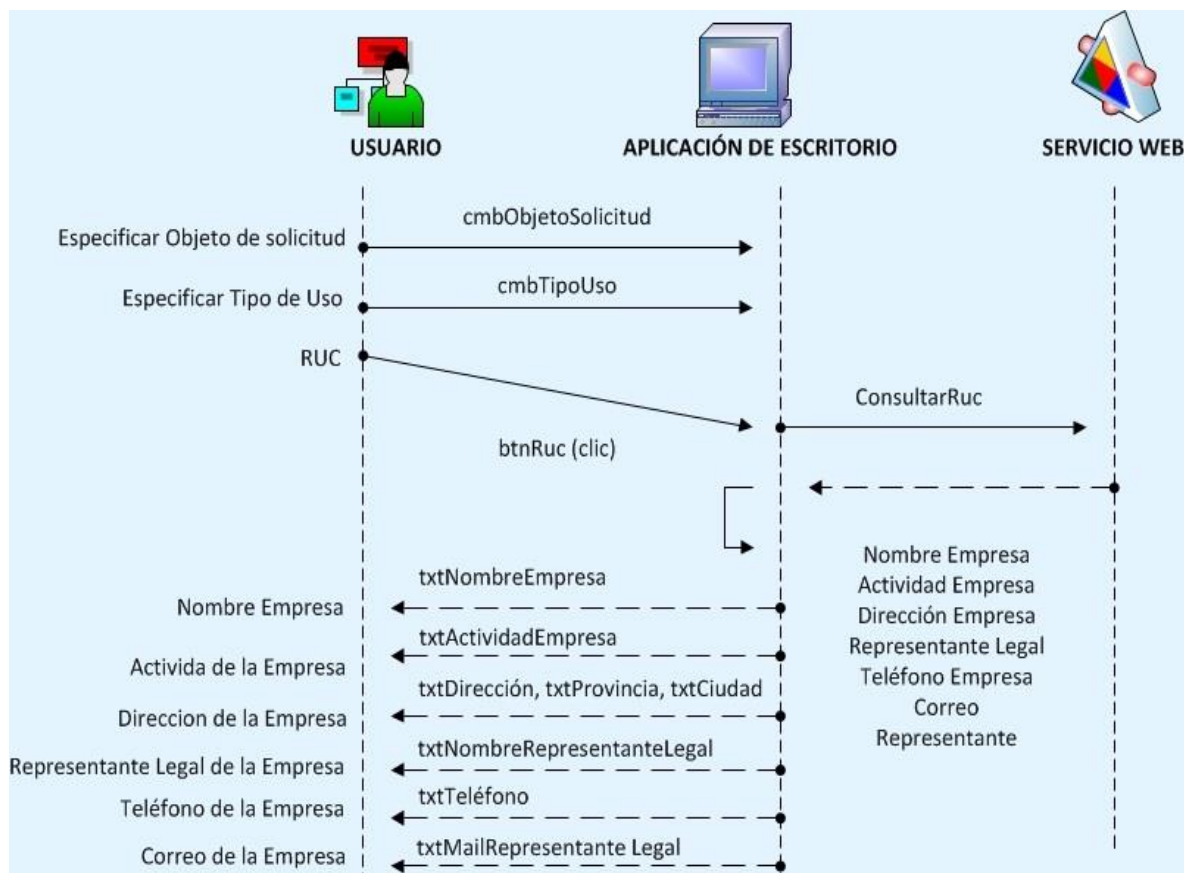 USUARIO
APLICACIÓN DE ESCRITORIO
SERVICIO WEB
cmbObjetoSolicitud
Especificar Objeto de solicitud
cmbTipoUso
Especificar Tipo de Uso
RUC
ConsultarRuc
btnRuc (clic)
Nombre Empresa
Actividad Empresa
Dirección Empresa
Representante Legal
Teléfono Empresa
Correo
Representante
txtNombreEmpresa
Nombre Empresa
txtActividadEmpresa
Activida de la Empresa
txtDirección, txtProvincia, txtCiudad
Direccion de la Empresa
txtNombreRepresentanteLegal
Representante Legal de la Empresa
txtTeléfono
Teléfono de la Empresa
txtMailRepresentante Legal
Correo de la Empresa